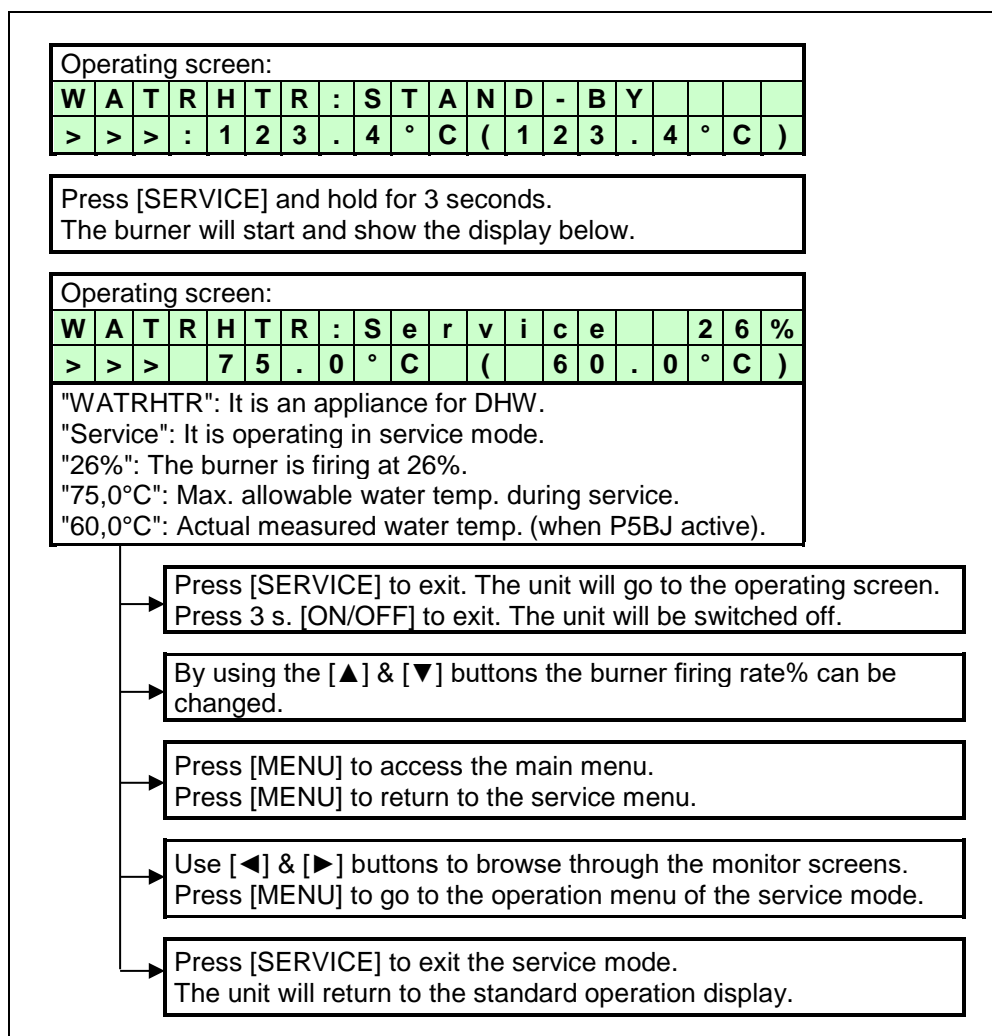 Operating screen:
WATRHTR:STAND-BY
>>>:123.4°C(123.4°C)
Press [SERVICE] and hold for 3 seconds.
The burner will start and show the display below.
Operating screen:
WATRHTR:Service  26%
>>> 75.0°C ( 60.0°C)
"WATRHTR": It is an appliance for DHW.
"Service": It is operating in service mode.
"26%": The burner is firing at 26%.
"75,0°C": Max. allowable water temp. during service.
"60,0°C": Actual measured water temp. (when P5BJ active).
Press [SERVICE] to exit. The unit will go to the operating screen.
Press 3 s. [ON/OFF] to exit. The unit will be switched off.
By using the [▲] & [▼] buttons the burner firing rate% can be
changed.
Press [MENU] to access the main menu.
Press [MENU] to return to the service menu.
Use [◄] & [►] buttons to browse through the monitor screens.
Press [MENU] to go to the operation menu of the service mode.
Press [SERVICE] to exit the service mode.
The unit will return to the standard operation display.